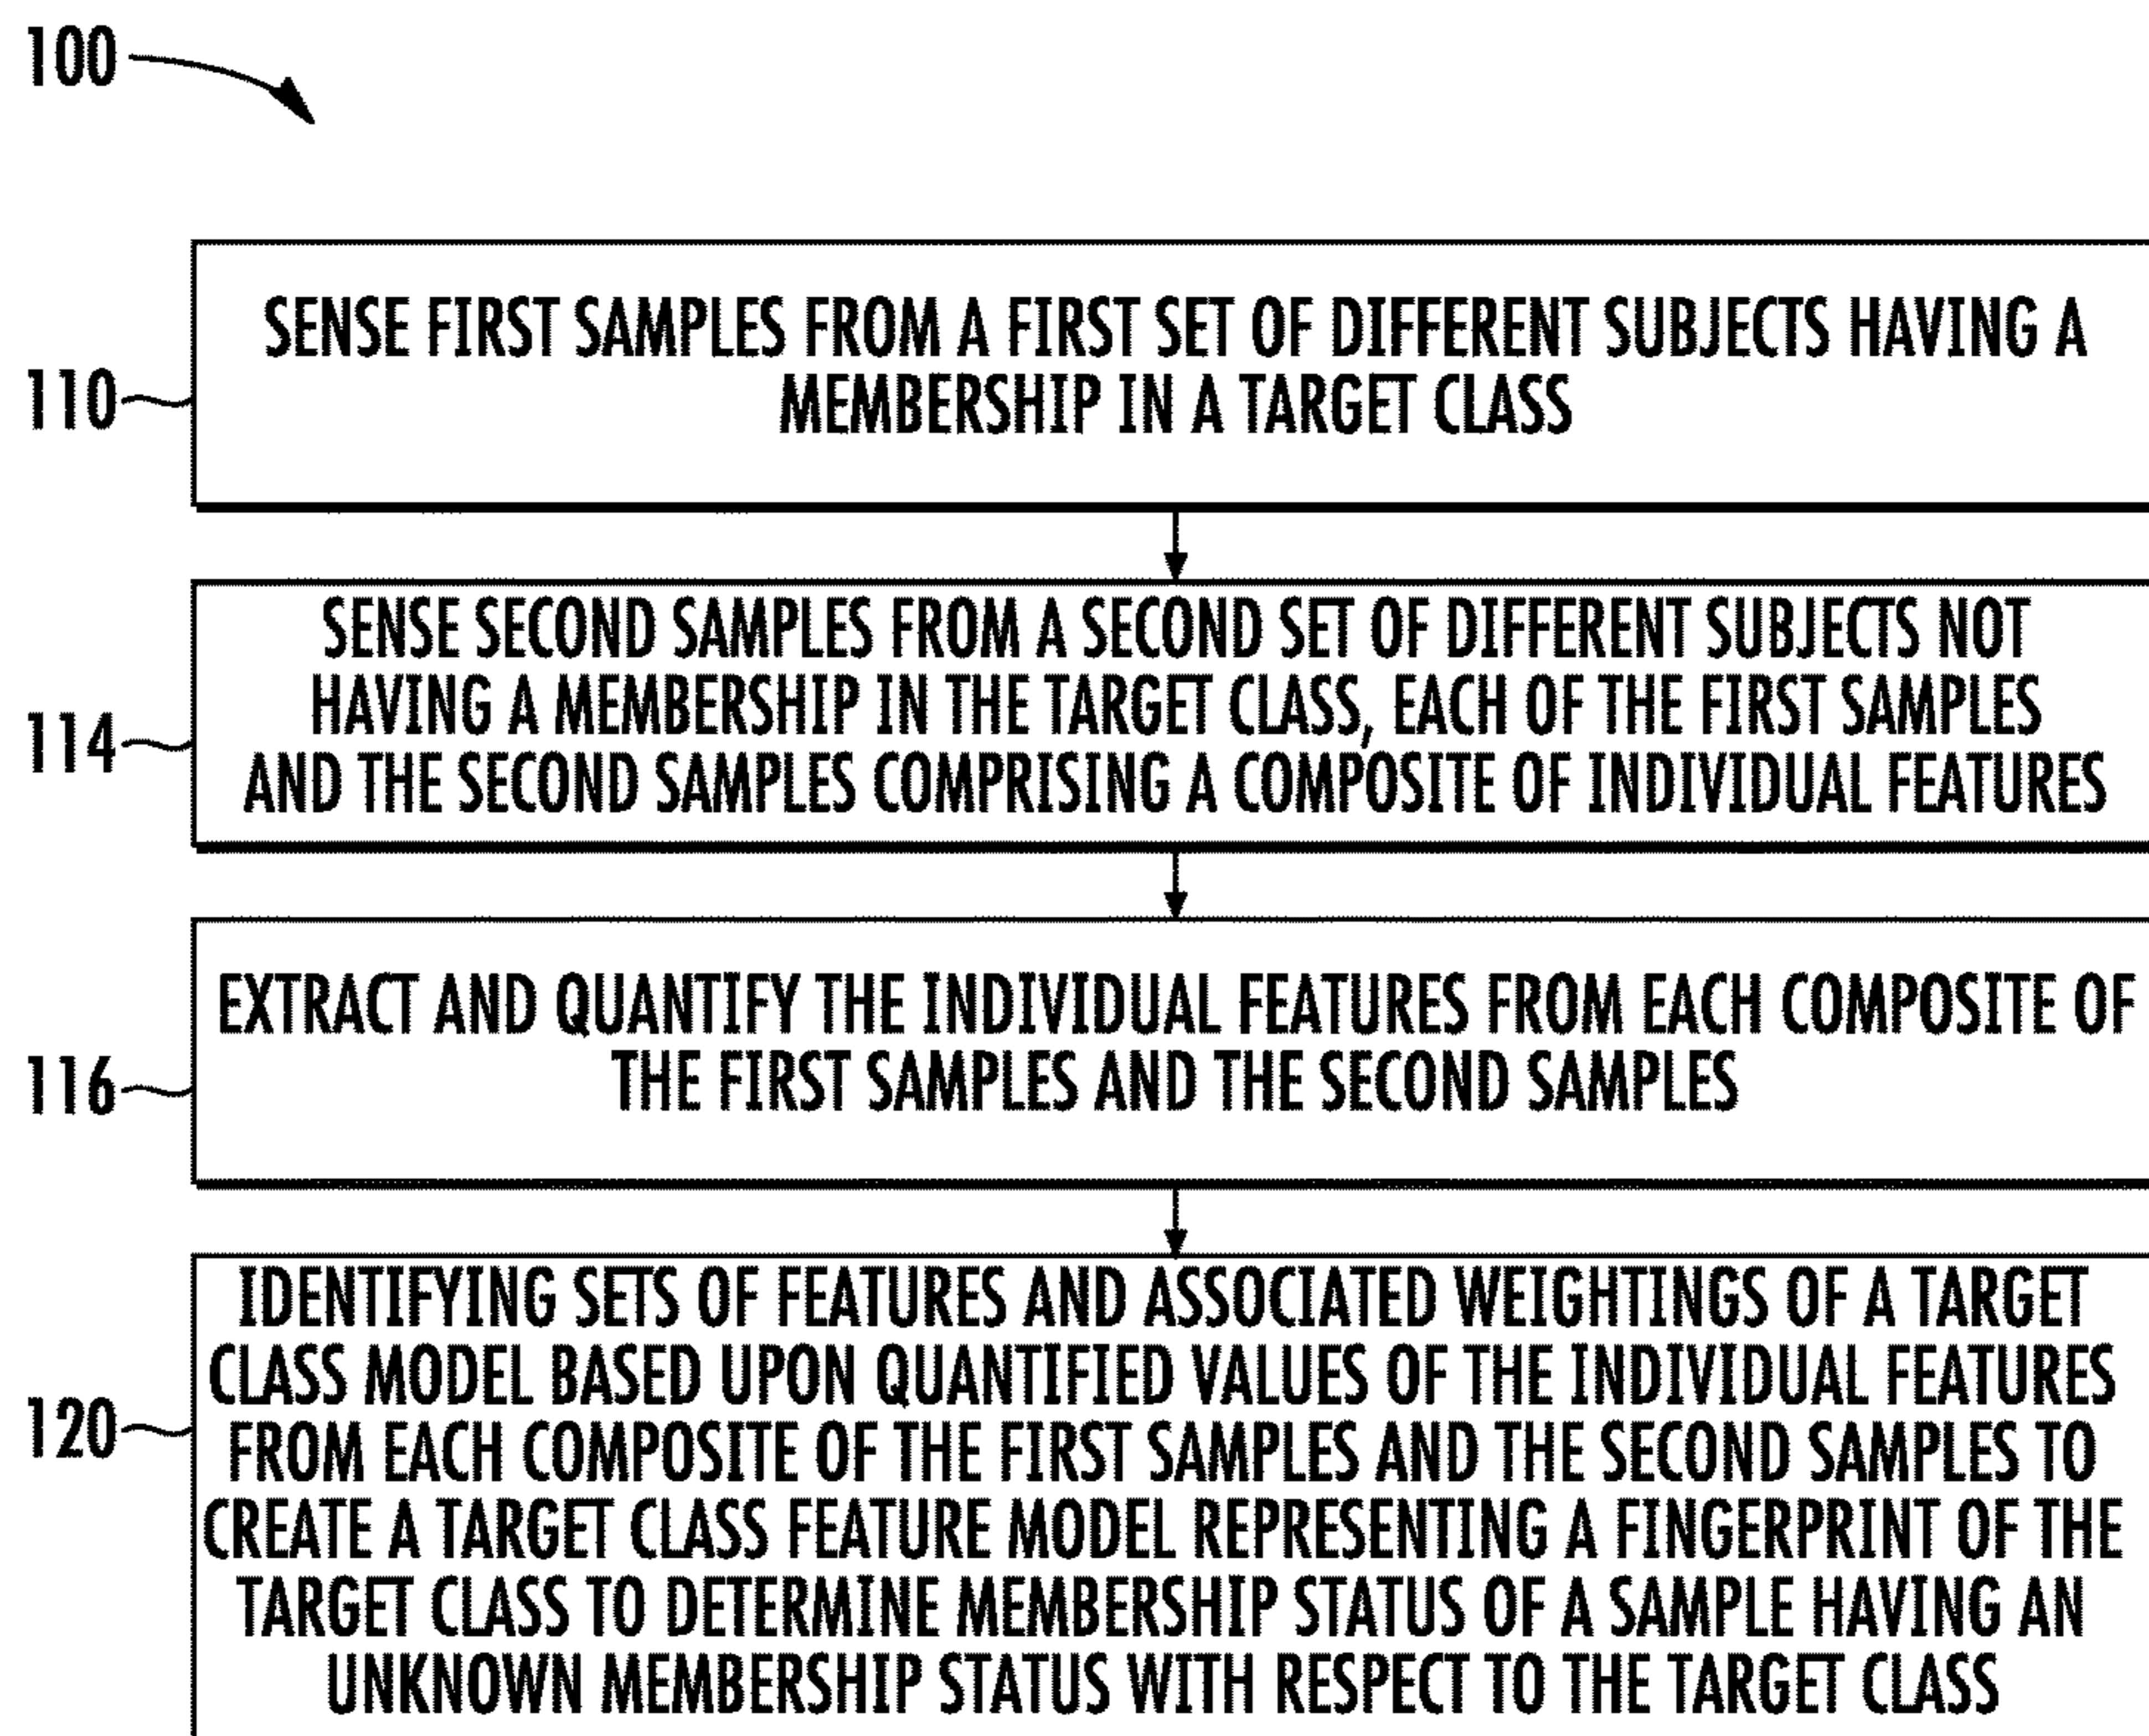 100
SENSE FIRST SAMPLES FROM A FIRST SET OF DIFFERENT SUBJECTS HAVING A
MEMBERSHIP IN A TARGET CLASS
110
SENSE SECOND SAMPLES FROM A SECOND SET OF DIFFERENT SUBJECTS NOT
HAVING A MEMBERSHIP IN THE TARGET CLASS, EACH OF THE FIRST SAMPLES
AND THE SECOND SAMPLES COMPRISING A COMPOSITE OF INDIVIDUAL FEATURES
114
EXTRACT AND QUANTIFY THE INDIVIDUAL FEATURES FROM EACH COMPOSITE OF
THE FIRST SAMPLES AND THE SECOND SAMPLES
116
IDENTIFYING SETS OF FEATURES AND ASSOCIATED WEIGHTINGS OF A TARGET
CLASS MODEL BASED UPON QUANTIFIED VALUES OF THE INDIVIDUAL FEATURES
FROM EACH COMPOSITE OF THE FIRST SAMPLES AND THE SECOND SAMPLES TO
CREATE A TARGET CLASS FEATURE MODEL REPRESENTING A FINGERPRINT OF THE
TARGET CLASS TO DETERMINE MEMBERSHIP STATUS OF A SAMPLE HAVING AN
UNKNOWN MEMBERSHIP STATUS WITH RESPECT TO THE TARGET CLASS
120